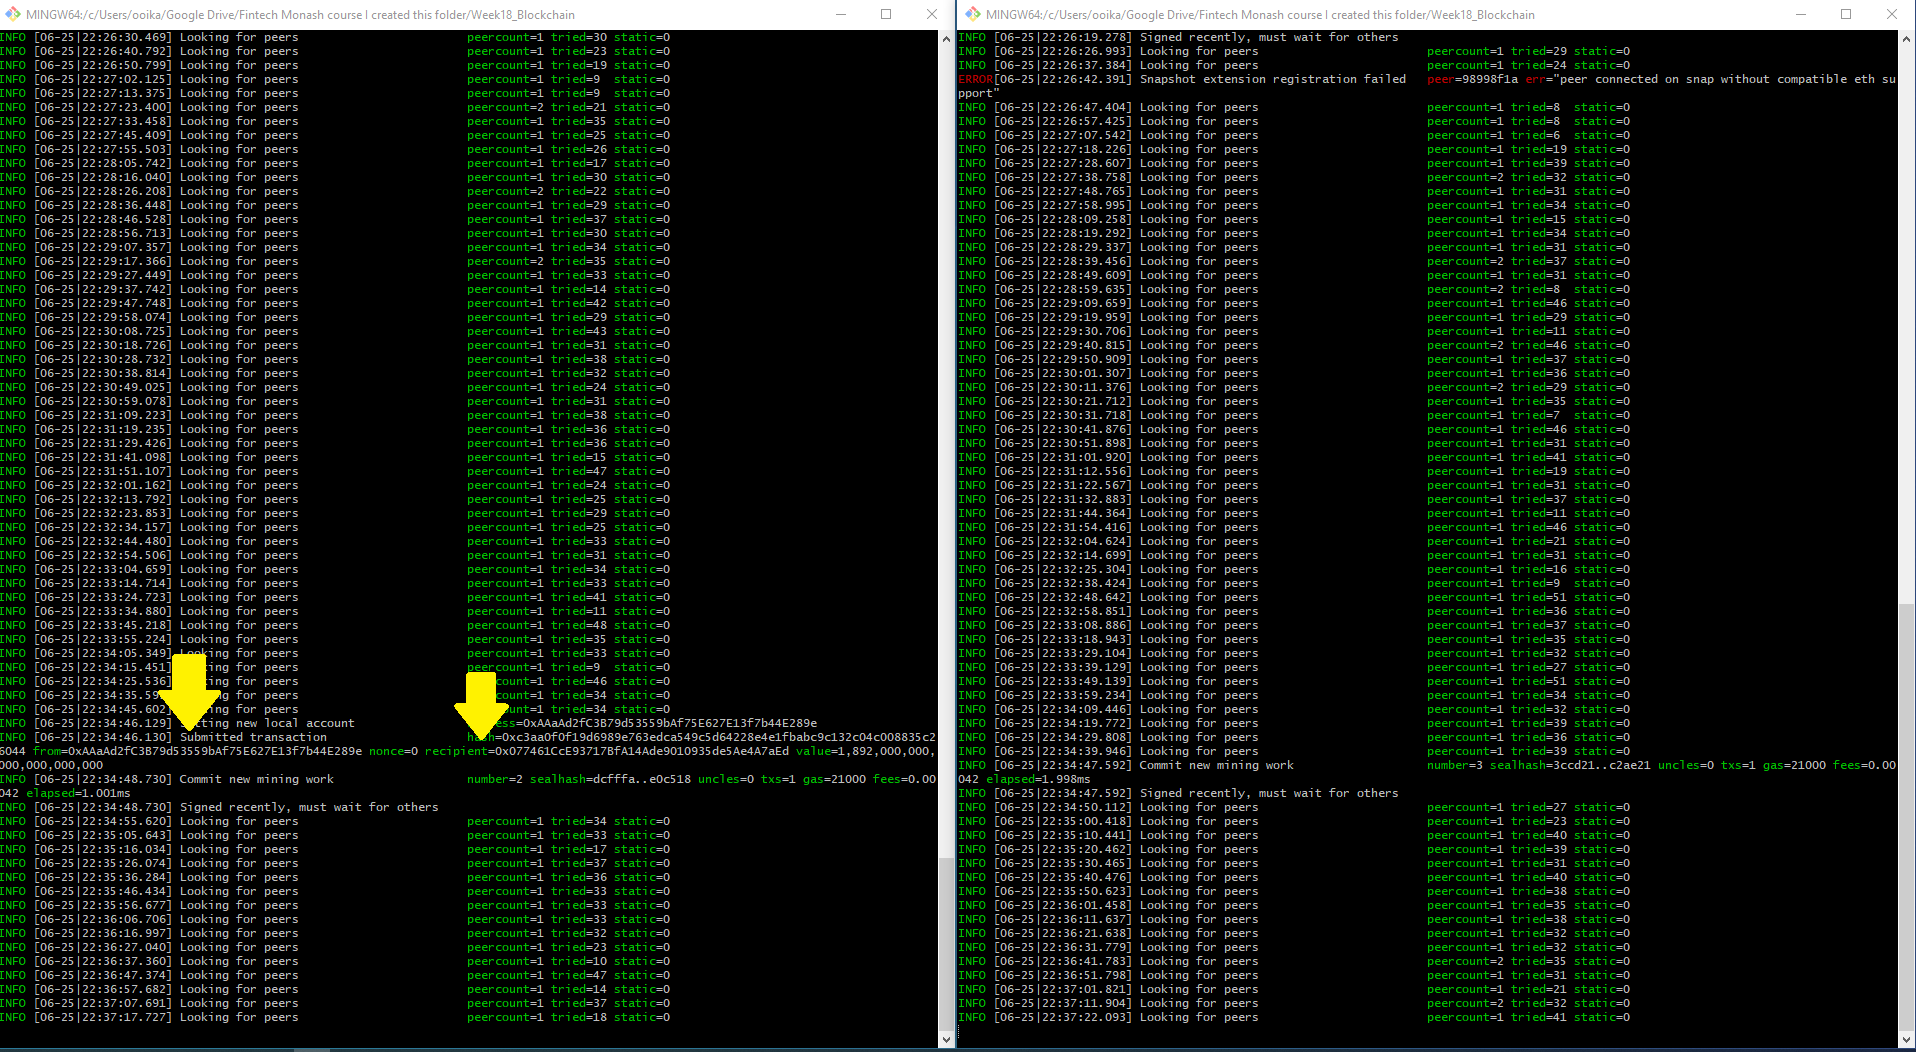 MINGW64:/c/Users/ooika/Google Drive/Fintech Monash course I created this folder/Week18_Blockchain
INFO [06-25|22:26:30.469] Looking for peers peercount=1 tried=30 static=0
INFO [06-25|22:26:40.792] Looking for peers peercount=1 tried=23 static=0
INFO [06-25|22:26:50.799] Looking for peers peercount=1 tried=19 static=0
INFO [06-25|22:27:02.125] Looking for peers peercount=1 tried=9 static=0
INFO [06-25|22:27:13.375] Looking for peers peercount=1 tried=9 static=0
INFO [06-25|22:27:23.400] Looking for peers peercount=2 tried=21 static=0
INFO [06-25|22:27:33.458] Looking for peers peercount=1 tried=35 static=0
INFO [06-25|22:27:45.409] Looking for peers peercount=1 tried=25 static=0
INFO [06-25|22:27:55.503] Looking for peers peercount=1 tried=26 static=0
INFO [06-25|22:28:05.742] Looking for peers peercount=1 tried=17 static=0
INFO [06-25|22:28:16.040] Looking for peers peercount=1 tried=30 static=0
INFO [06-25|22:28:26.208] Looking for peers peercount=2 tried=22 static=0
INFO [06-25|22:28:36.448] Looking for peers peercount=1 tried=29 static=0
INFO [06-25|22:28:46.528] Looking for peers peercount=1 tried=37 static=0
INFO [06-25|22:28:56.713] Looking for peers peercount=1 tried=30 static=0
INFO [06-25|22:29:07.357] Looking for peers peercount=1 tried=34 static=0
INFO [06-25|22:29:17.366] Looking for peers peercount=2 tried=35 static=0
INFO [06-25|22:29:27.449] Looking for peers peercount=1 tried=33 static=0
INFO [06-25|22:29:37.742] Looking for peers peercount=1 tried=14 static=0
INFO [06-25|22:29:47.748] Looking for peers peercount=1 tried=42 static=0
INFO [06-25|22:29:58.074] Looking for peers peercount=1 tried=29 static=0
INFO [06-25|22:30:08.725] Looking for peers peercount=1 tried=43 static=0
INFO [06-25|22:30:18.726] Looking for peers peercount=1 tried=31 static=0
INFO [06-25|22:30:28.732] Looking for peers peercount=1 tried=38 static=0
INFO [06-25|22:30:38.814] Looking for peers peercount=1 tried=32 static=0
INFO [06-25|22:30:49.025] Looking for peers peercount=1 tried=24 static=0
INFO [06-25|22:30:59.078] Looking for peers peercount=1 tried=31 static=0
INFO [06-25|22:31:09.223] Looking for peers peercount=1 tried=38 static=0
INFO [06-25|22:31:19.235] Looking for peers peercount=1 tried=36 static=0
INFO [06-25|22:31:29.426] Looking for peers peercount=1 tried=36 static=0
INFO [06-25|22:31:41.098] Looking for peers peercount=1 tried=15 static=0
INFO [06-25|22:31:51.107] Looking for peers peercount=1 tried=47 static=0
INFO [06-25|22:32:01.162] Looking for peers peercount=1 tried=24 static=0
INFO [06-25|22:32:13.792] Looking for peers peercount=1 tried=25 static=0
INFO [06-25|22:32:23.853] Looking for peers peercount=1 tried=29 static=0
INFO [06-25|22:32:34.157] Looking for peers peercount=1 tried=25 static=0
INFO [06-25|22:32:44.480] Looking for peers peercount=1 tried=33 static=0
INFO [06-25|22:32:54.506] Looking for peers peercount=1 tried=31 static=0
INFO [06-25|22:33:04.659] Looking for peers peercount=1 tried=34 static=0
INFO [06-25|22:33:14.714] Looking for peers peercount=1 tried=33 static=0
INFO [06-25|22:33:24.723] Looking for peers peercount=1 tried=41 static=0
INFO [06-25|22:33:34.880] Looking for peers peercount=1 tried=11 static=0
INFO [06-25|22:33:45.218] Looking for peers peercount=1 tried=48 static=0
INFO [06-25|22:33:55.224] Looking for peers peercount=1 tried=35 static=0
INFO [06-25|22:34:05.349] Looking for peers peercount=1 tried=33 static=0
INFO [06-25|22:34:15.451] for peers peercount=1 tried=9 static=0
INFO [06-25|22:34:25.536] for peers tried=46 static=0
INFO [06-25|22:34:35.59 for peers tried=34 static=0
INFO [06-25|22:34:45.602] for peers tried=34 static=0
INFO [06-25|22:34:46.129] Setting new local account =0xAAaAd2fC3B79d53559bAf75E627E13f7b44E289e
INFO [06-25|22:34:46.130] Submitted transaction hash=0xc3aa0f0f19d6989e763edca549c5d64228e4e1fbabc9c132c04c008835c2
6044 from=0xAAaAd2fC3B79d53559bAf75E627E13f7b44E289e nonce=0 recipient=0x077461CcE93717BfA14Ade9010935de5Ae4A7aEd value=1,892,000,000,
000,000,000,000
INFO [06-25|22:34:48.730] Commit new mining work number=2 sealhash=dcfffa..e0c518 uncles=0 txs=1 gas=21000 fees=0.00
042 elapsed=1.001ms
INFO [06-25|22:34:48.730] Signed recently, must wait for others
INFO [06-25|22:34:55.620] Looking for peers peercount=1 tried=34 static=0
INFO [06-25|22:35:05.643] Looking for peers peercount=1 tried=33 static=0
INFO [06-25|22:35:16.034] Looking for peers peercount=1 tried=17 static=0
INFO [06-25|22:35:26.074] Looking for peers peercount=1 tried=37 static=0
INFO [06-25|22:35:36.284] Looking for peers peercount=1 tried=36 static=0
INFO [06-25|22:35:46.434] Looking for peers peercount=1 tried=33 static=0
INFO [06-25|22:35:56.677] Looking for peers peercount=1 tried=33 static=0
INFO [06-25|22:36:06.706] Looking for peers peercount=1 tried=33 static=0
INFO [06-25|22:36:16.997] Looking for peers peercount=1 tried=32 static=0
INFO [06-25|22:36:27.040] Looking for peers peercount=1 tried=23 static=0
INFO [06-25|22:36:37.360] Looking for peers peercount=1 tried=10 static=0
INFO [06-25|22:36:47.374] Looking for peers peercount=1 tried=47 static=0
INFO [06-25|22:36:57.682] Looking for peers peercount=1 tried=14 static=0
INFO [06-25|22:37:07.691] Looking for peers peercount=1 tried=37 static=0
INFO [06-25|22:37:17.727] Looking for peers peercount=1 tried=18 static=0
MINGW64:/c/Users/ooika/Google Drive/Fintech Monash course I created this folder/Week18_Blockchain
INFO [06-25|22:26:19.278] Signed recently, must wait for others
INFO [06-25|22:26:26.993] Looking for peers peercount=1 tried=29 static=0
INFO [06-25|22:26:37.384] Looking for peers peercount=1 tried=24 static=0
ERROR[06-25|22:26:42.391] Snapshot extension registration failed peer=98998f1a err="peer connected on snap without compatible eth su
pport"
INFO [06-25|22:26:47.404] Looking for peers peercount=1 tried=8 static=0
INFO [06-25|22:26:57.425] Looking for peers peercount=1 tried=8 static=0
INFO [06-25|22:27:07.542] Looking for peers peercount=1 tried=6 static=0
INFO [06-25|22:27:18.226] Looking for peers peercount=1 tried=19 static=0
INFO [06-25|22:27:28.607] Looking for peers peercount=1 tried=39 static=0
INFO [06-25|22:27:38.758] Looking for peers peercount=2 tried=32 static=0
INFO [06-25|22:27:48.765] Looking for peers peercount=1 tried=31 static=0
INFO [06-25|22:27:58.995] Looking for peers peercount=1 tried=34 static=0
INFO [06-25|22:28:09.258] Looking for peers peercount=1 tried=15 static=0
INFO [06-25|22:28:19.292] Looking for peers peercount=1 tried=34 static=0
INFO [06-25|22:28:29.337] Looking for peers peercount=1 tried=31 static=0
INFO [06-25|22:28:39.456] Looking for peers peercount=2 tried=37 static=0
INFO [06-25|22:28:49.609] Looking for peers peercount=1 tried=31 static=0
INFO [06-25|22:28:59.635] Looking for peers peercount=2 tried=8 static=0
INFO [06-25|22:29:09.659] Looking for peers peercount=1 tried=46 static=0
INFO [06-25|22:29:19.959] Looking for peers peercount=1 tried=29 static=0
INFO [06-25|22:29:30.706] Looking for peers peercount=1 tried=11 static=0
INFO [06-25|22:29:40.815] Looking for peers peercount=2 tried=46 static=0
INFO [06-25|22:29:50.909] Looking for peers peercount=1 tried=37 static=0
INFO [06-25|22:30:01.307] Looking for peers peercount=1 tried=36 static=0
INFO [06-25|22:30:11.376] Looking for peers peercount=2 tried=29 static=0
INFO [06-25|22:30:21.712] Looking for peers peercount=1 tried=35 static=0
INFO [06-25|22:30:31.718] Looking for peers peercount=1 tried=7 static=0
INFO [06-25|22:30:41.876] Looking for peers peercount=1 tried=46 static=0
INFO [06-25|22:30:51.898] Looking for peers peercount=1 tried=31 static=0
INFO [06-25|22:31:01.920] Looking for peers peercount=1 tried=41 static=0
INFO [06-25|22:31:12.556] Looking for peers peercount=1 tried=19 static=0
INFO [06-25|22:31:22.567] Looking for peers peercount=1 tried=31 static=0
INFO [06-25|22:31:32.883] Looking for peers peercount=1 tried=37 static=0
INFO [06-25|22:31:44.364] Looking for peers peercount=1 tried=11 static=0
INFO [06-25|22:31:54.416] Looking for peers peercount=1 tried=46 static=0
INFO [06-25|22:32:04.624] Looking for peers peercount=1 tried=21 static=0
INFO [06-25|22:32:14.699] Looking for peers peercount=1 tried=31 static=0
INFO [06-25|22:32:25.304] Looking for peers peercount=1 tried=16 static=0
INFO [06-25|22:32:38.424] Looking for peers peercount=1 tried=9 static=0
INFO [06-25|22:32:48.642] Looking for peers peercount=1 tried=51 static=0
INFO [06-25|22:32:58.851] Looking for peers peercount=1 tried=36 static=0
INFO [06-25|22:33:08.886] Looking for peers peercount=1 tried=37 static=0
INFO [06-25|22:33:18.943] Looking for peers peercount=1 tried=35 static=0
INFO [06-25|22:33:29.104] Looking for peers peercount=1 tried=32 static=0
INFO [06-25|22:33:39.129] Looking for peers peercount=1 tried=27 static=0
INFO [06-25|22:33:49.139] Looking for peers peercount=1 tried=51 static=0
INFO [06-25|22:33:59.234] Looking for peers peercount=1 tried=34 static=0
INFO [06-25|22:34:09.446] Looking for peers peercount=1 tried=32 static=0
INFO [06-25|22:34:19.772] Looking for peers peercount=1 tried=39 static=0
INFO [06-25|22:34:29.808] Looking for peers peercount=1 tried=36 static=0
INFO [06-25|22:34:39.946] Looking for peers peercount=1 tried=39 static=0
INFO [06-25|22:34:47.592] Commit new mining work number=3 sealhash=3ccd21..c2ae21 uncles=0 txs=1 gas=21000 fees=0.00
042 elapsed=1.998ms
INFO [06-25|22:34:47.592] Signed recently, must wait for others
INFO [06-25|22:34:50.112] Looking for peers peercount=1 tried=27 static=0
INFO [06-25|22:35:00.418] Looking for peers peercount=1 tried=23 static=0
INFO [06-25|22:35:10.441] Looking for peers peercount=1 tried=40 static=0
INFO [06-25|22:35:20.462] Looking for peers peercount=1 tried=39 static=0
INFO [06-25|22:35:30.465] Looking for peers peercount=1 tried=31 static=0
INFO [06-25|22:35:40.476] Looking for peers peercount=1 tried=40 static=0
INFO [06-25|22:35:50.623] Looking for peers peercount=1 tried=38 static=0
INFO [06-25|22:36:01.458] Looking for peers peercount=1 tried=35 static=0
INFO [06-25|22:36:11.637] Looking for peers peercount=1 tried=38 static=0
INFO [06-25|22:36:21.638] Looking for peers peercount=1 tried=32 static=0
INFO [06-25|22:36:31.779] Looking for peers peercount=1 tried=32 static=0
INFO [06-25|22:36:41.783] Looking for peers peercount=2 tried=35 static=0
INFO [06-25|22:36:51.798] Looking for peers peercount=1 tried=31 static=0
INFO [06-25|22:37:01.821] Looking for peers peercount=1 tried=21 static=0
INFO [06-25|22:37:11.904] Looking for peers peercount=2 tried=32 static=0
INFO [06-25|22:37:22.093] Looking for peers peercount=1 tried=41 static=0